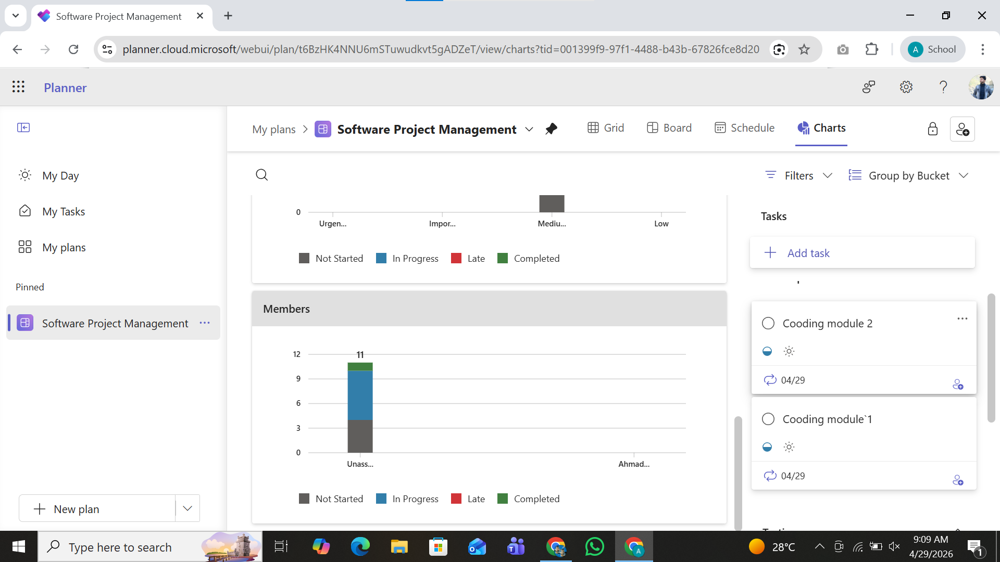 Software Project Management
planner.cloud.microsoft/webui/plan/t6BzHK4NNU6mSTuwudkvt5gADZeT/view/charts?tid=001399f9-97f1-4488-b43b-67826fce8d20
A School
Planner
My plans
Software Project Management
Grid
Board
Schedule
Charts
My Day
My Tasks
My plans
Pinned
Software Project Management
New plan
Filters
Group by Bucket
0
Urgen...
Impor...
Mediu...
Low
Not Started
In Progress
Late
Completed
Members
12
11
9
6
3
0
Unass...
Ahmad...
Not Started
In Progress
Late
Completed
Tasks
Add task
Cooding module 2
04/29
Cooding module`1
04/29
Type here to search
28°C
9:09 AM
4/29/2026
1